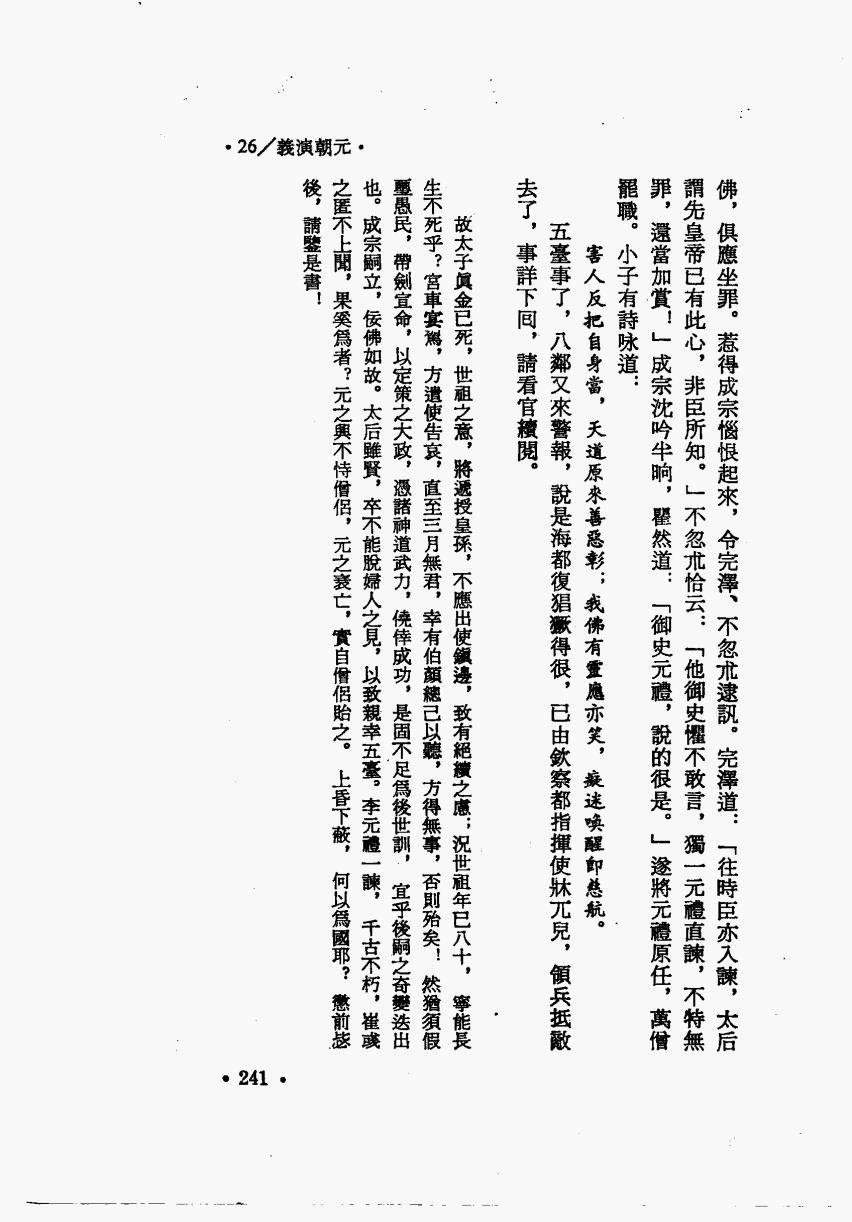 •26／義演朝元•
佛，俱應坐罪。惹得成宗惱恨起來，令完澤、不忽朮逮訊。完澤道：「往時臣亦入諫，太后
謂先皇帝已有此心，非臣所知。」不忽朮恰云：「他御史懼不敢言，獨一元禮直諫，不特無
罪，還當加賞！」成宗沈吟半晌，瞿然道：「御史元禮，說的很是。」遂將元禮原任，萬僧
罷職。小子有詩咏道：
害人反把自身當，天道原來善惡彰；我佛有靈應亦笑，癡迷喚醒卽慈航。
五臺事了，八鄰又來警報，說是海都復猖獗得很，已由欽察都指揮使牀兀兒，領兵抵敵
去了，事詳下回，請看官續閱。
故太子眞金已死，世祖之意，將遞授皇孫，不應出使鎭邊，致有絕續之慮；況世祖年已八十，寧能長
生不死乎？宮車宴駕，方遣使告哀，直至三月無君，幸有伯顏總己以聽，方得無事，否則殆矣！然猶須假
璽愚民，帶劍宣命，以定策之大政，憑諸神道武力，僥倖成功，是固不足爲後世訓，宜乎後嗣之奇變迭出
也。成宗嗣立，佞佛如故。太后雖賢，卒不能脫婦人之見，以致親幸五臺。李元禮一諫，千古不朽，崔彧
之匿不上聞，果奚爲者？元之興不恃僧侶，元之衰亡，實自僧侶貽之。上昏下蔽，何以爲國耶？懲前毖
後，請鑒是書！
•241•